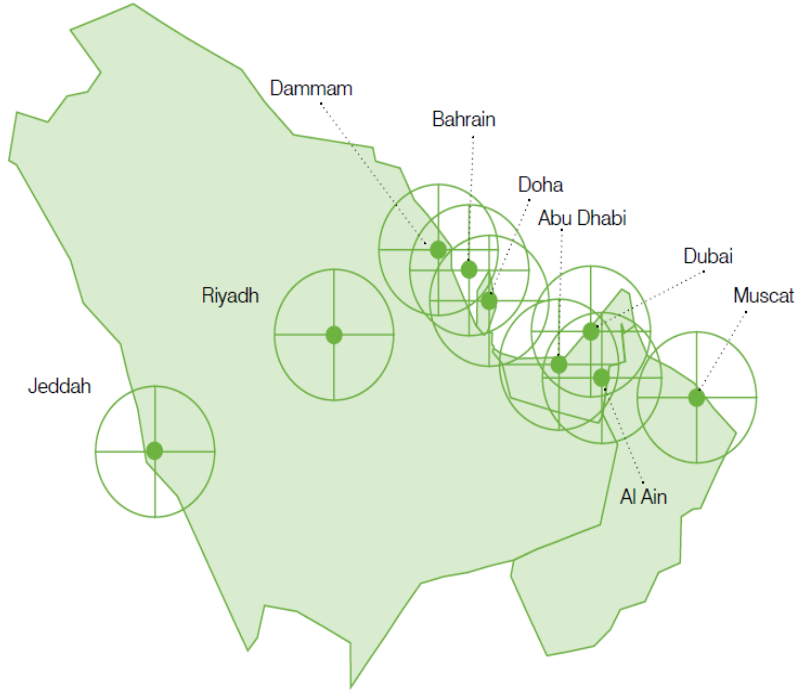 Dammam
Bahrain
Doha
Abu Dhabi
Dubai
Riyadh
Muscat
Jeddah
Al Ain